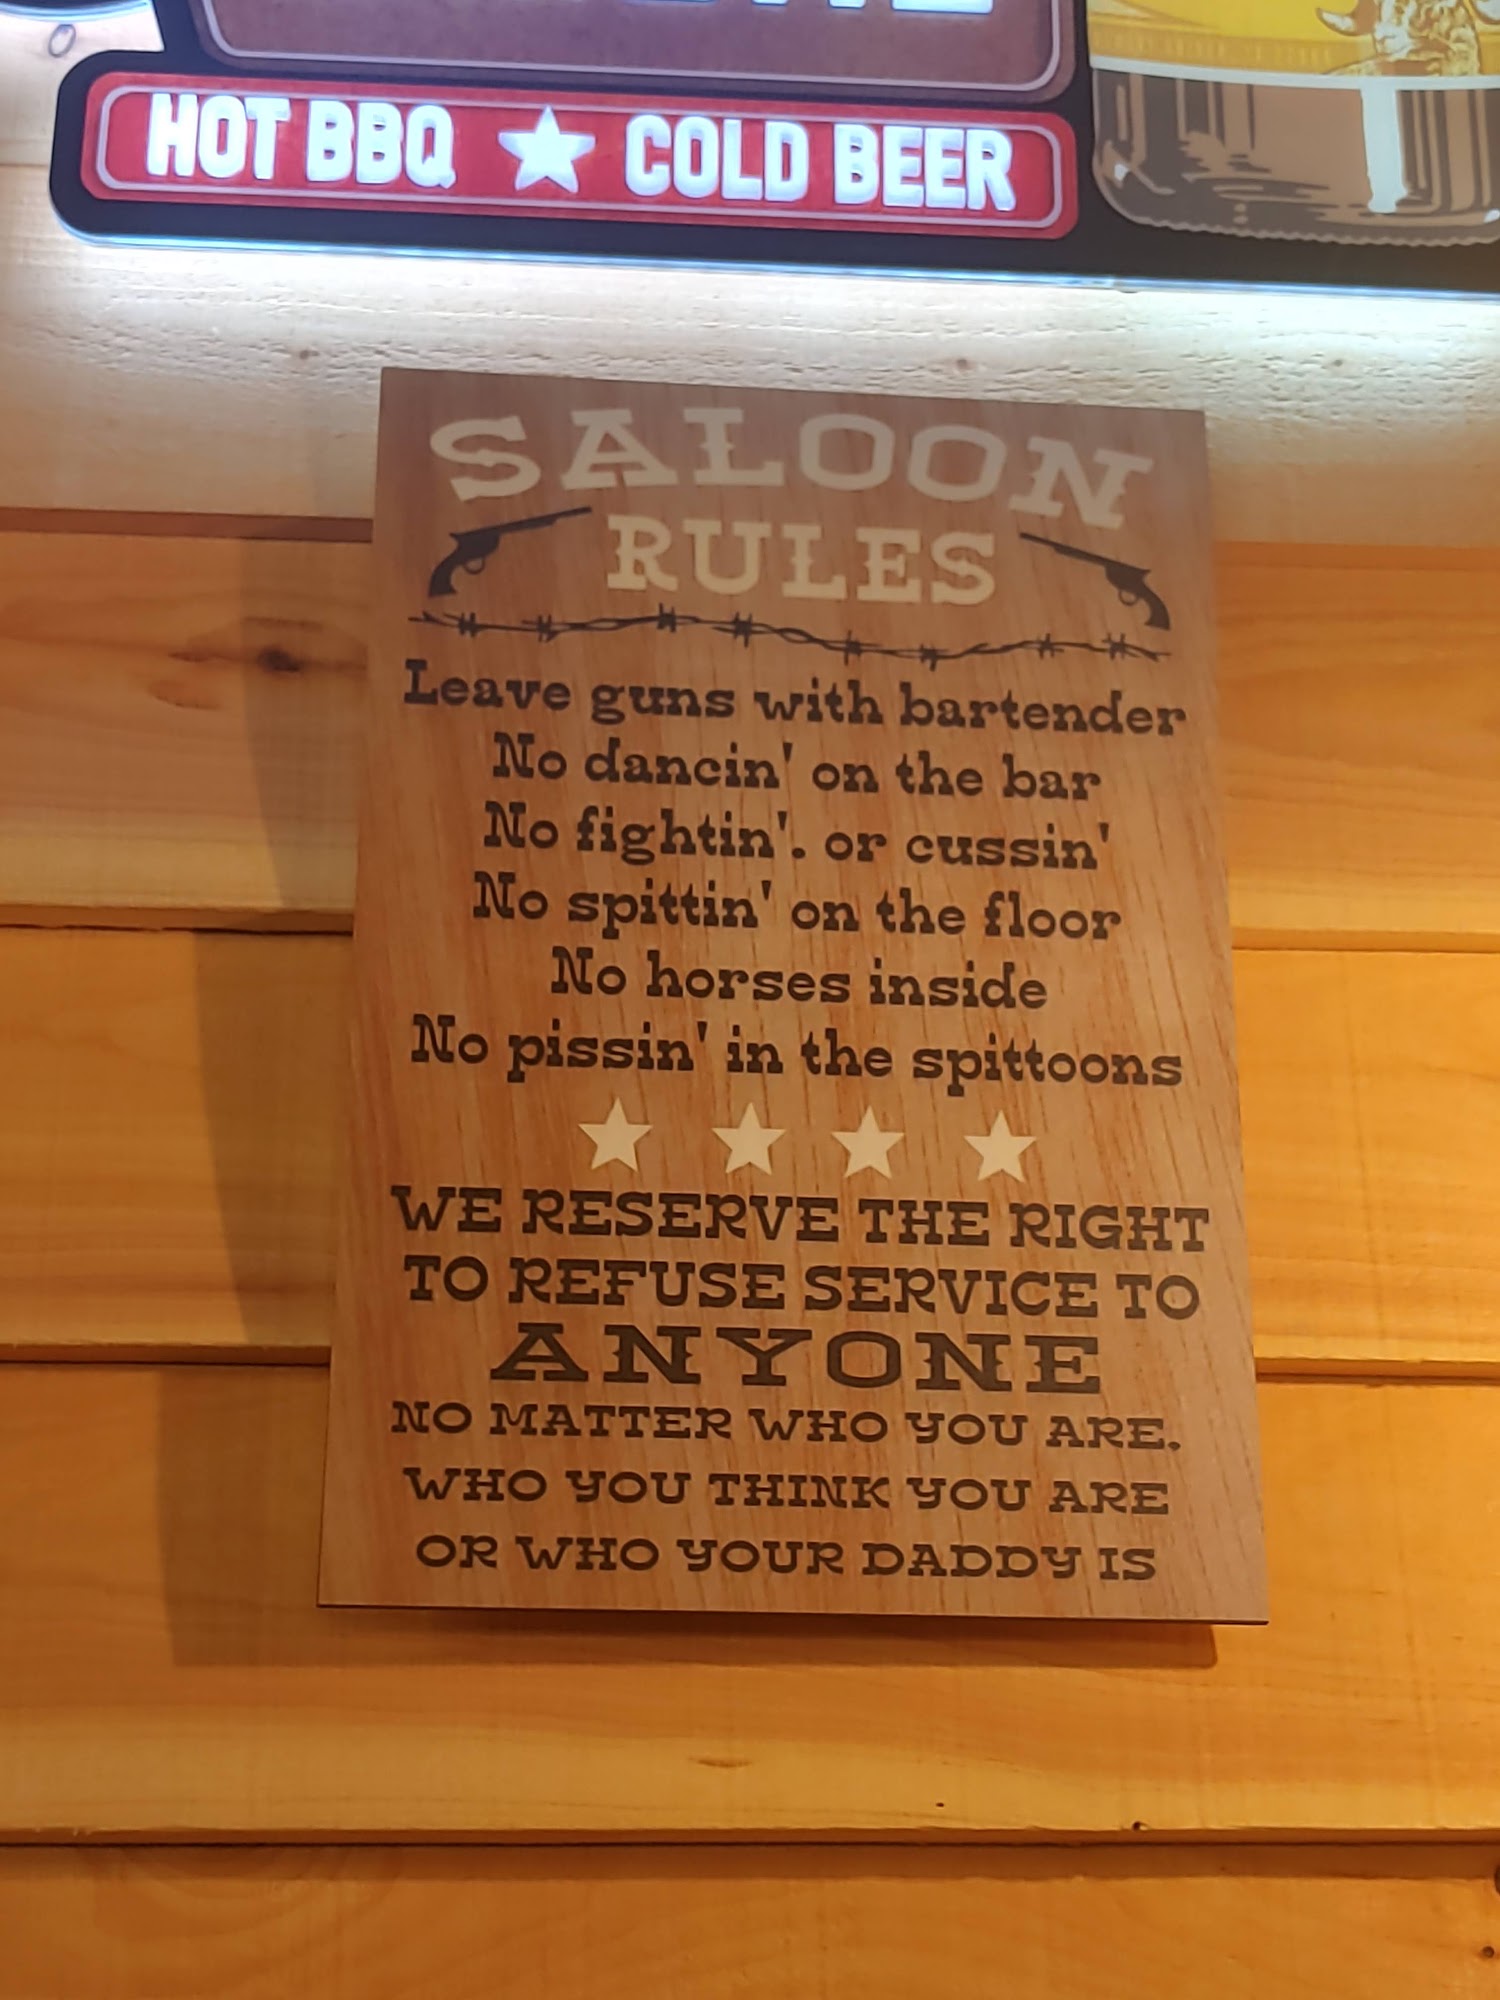 HOT BBQ ★ COLD BEER
SALOON
RULES
Leave guns with bartender
No dancin' on the bar
No fightin'. or cussin'
No spittin' on the floor
No horses inside
No pissin' in the spittoons
WE RESERVE THE RIGHT
TO REFUSE SERVICE TO
ANYONE
NO MATTER WHO YOU ARE.
WHO YOU THINK YOU ARE
OR WHO YOUR DADDY IS